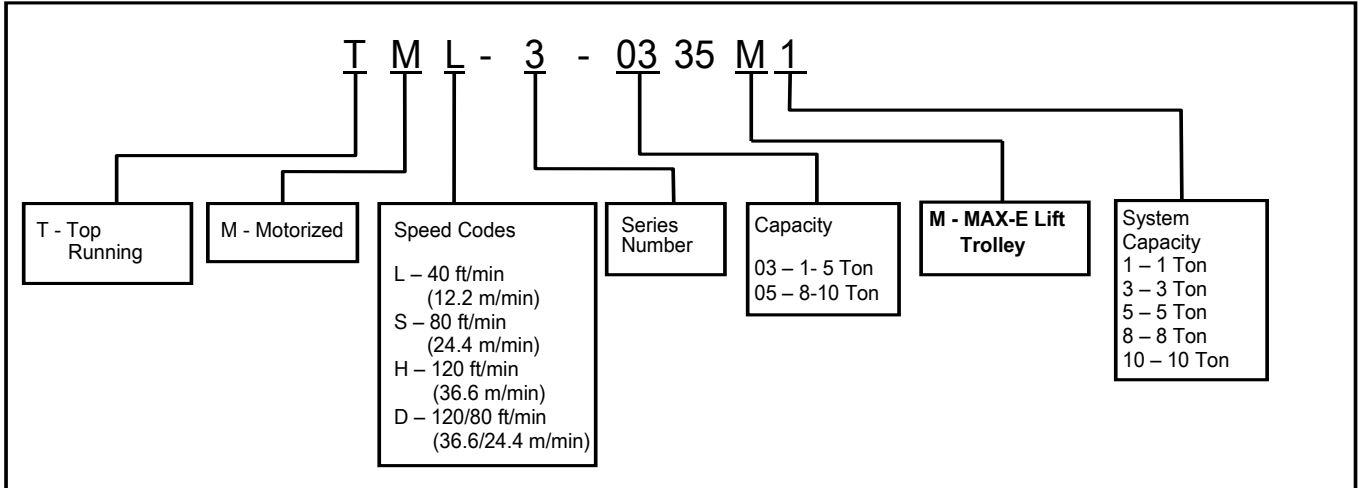 T M L - 3 - 03 35 M 1
T - Top
Running
M - Motorized
Speed Codes
L – 40 ft/min
(12.2 m/min)
S – 80 ft/min
(24.4 m/min)
H – 120 ft/min
(36.6 m/min)
D – 120/80 ft/min
(36.6/24.4 m/min)
Series
Number
Capacity
03 – 1- 5 Ton
05 – 8-10 Ton
M - MAX-E Lift
Trolley
System
Capacity
1 – 1 Ton
3 – 3 Ton
5 – 5 Ton
8 – 8 Ton
10 – 10 Ton